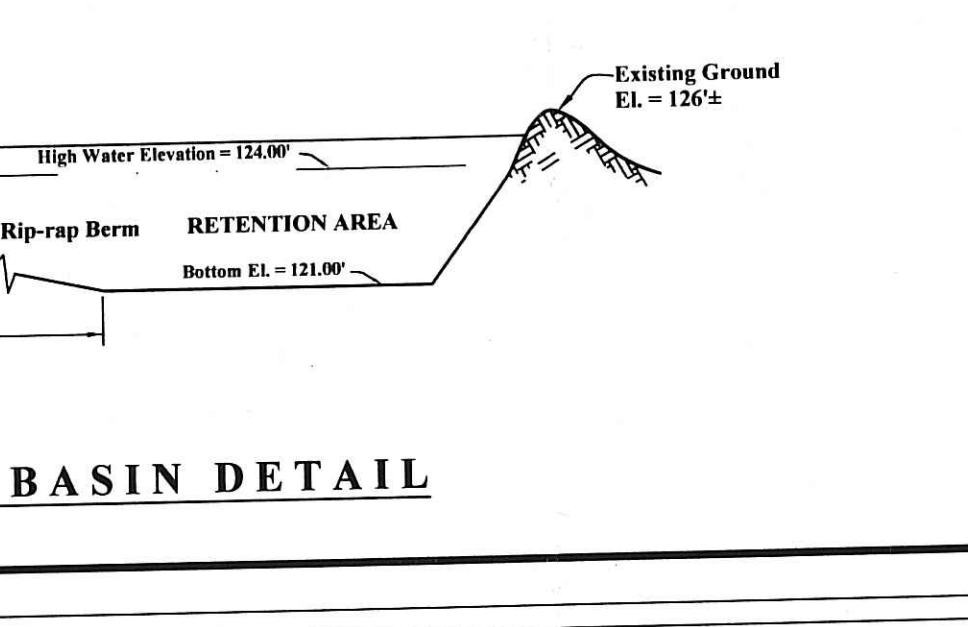 Existing Ground
El. = 126'±
High Water Elevation = 124.00'
Rip-rap Berm
RETENTION AREA
Bottom El. = 121.00'
BASIN DETAIL